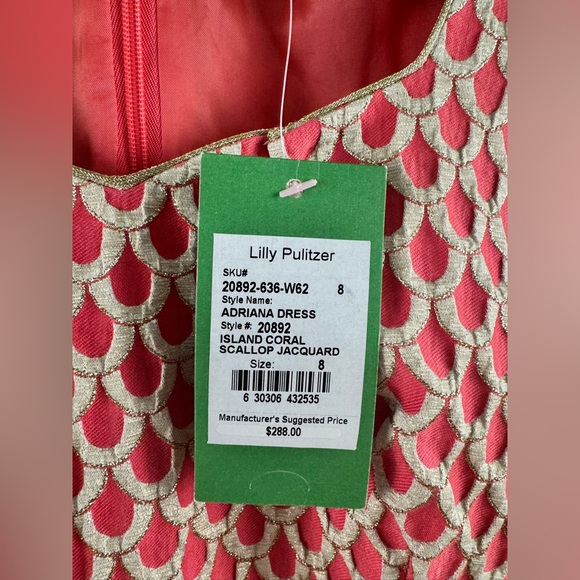 Lilly Pulitzer
SKU#
20892-636-W62 8
Style Name:
ADRIANA DRESS
Style #: 20892
ISLAND CORAL
SCALLOP JACQUARD
Size: 8
6 30306 432535
Manufacturer's Suggested Price
$288.00